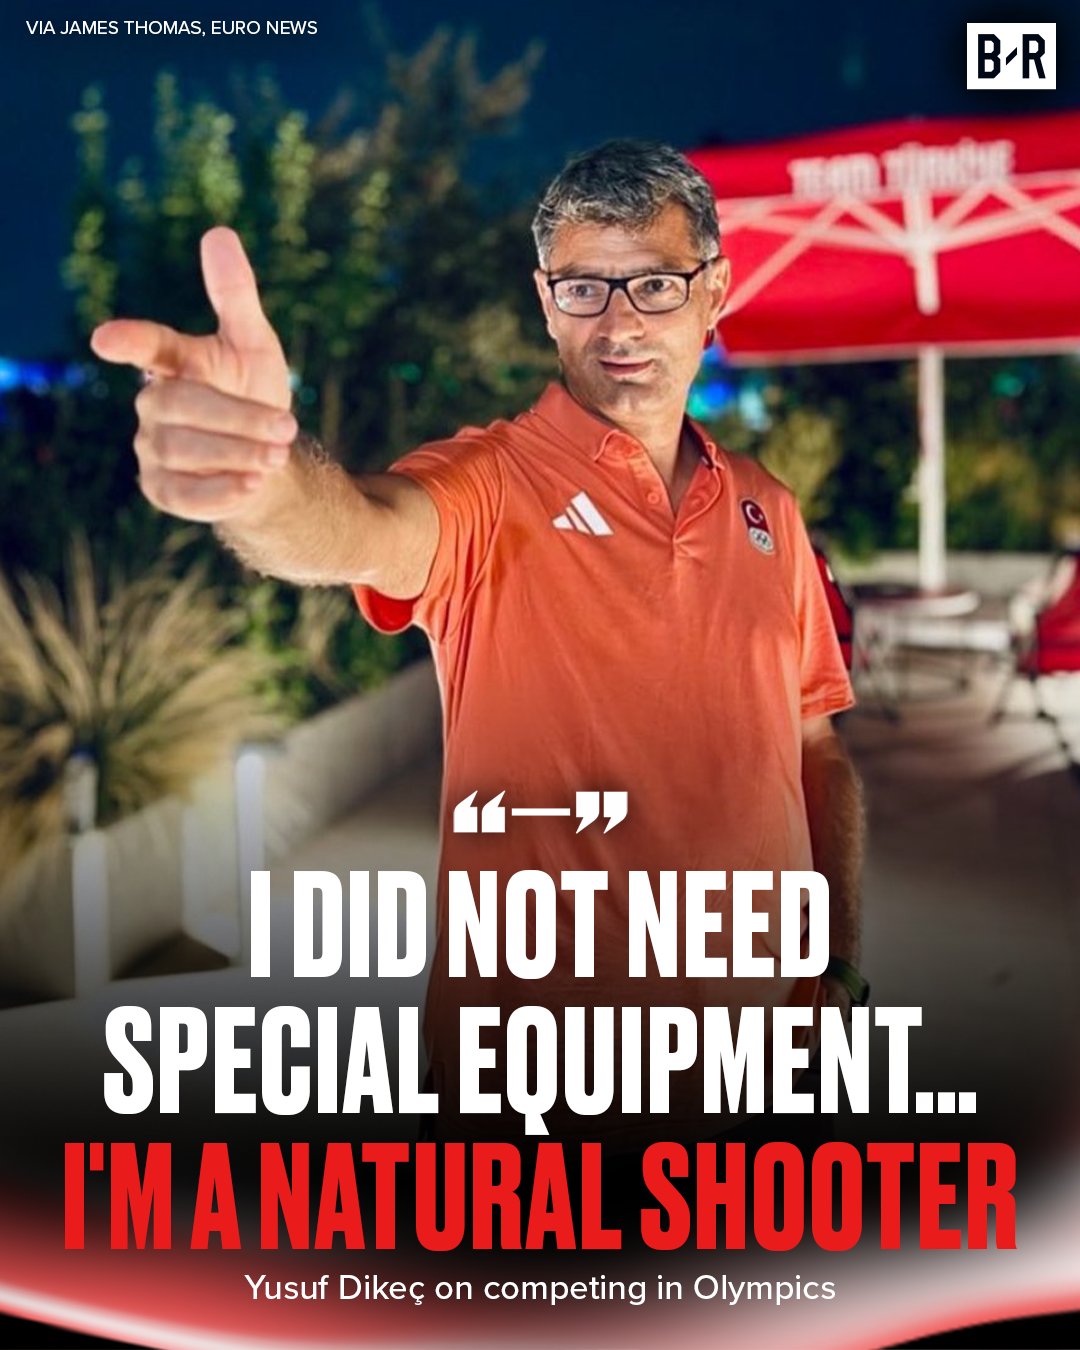 VIA JAMES THOMAS, EURO NEWS
B-R
TEAM TÜRKİYE
I DID NOT NEED
SPECIAL EQUIPMENT...
I'M A NATURAL SHOOTER
Yusuf Dikeç on competing in Olympics